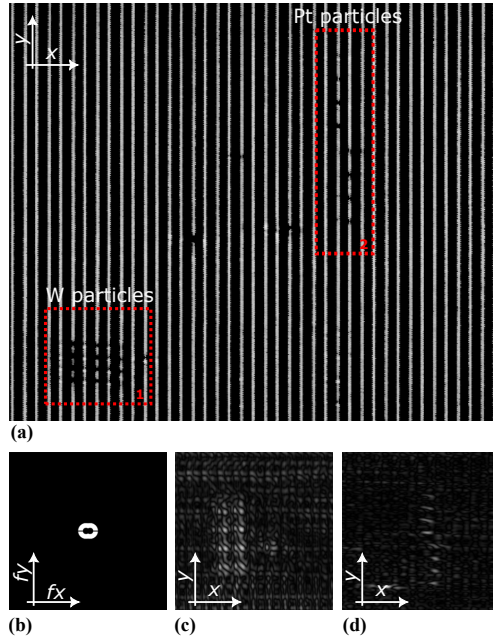 Pt particles
y
x
2
W particles
1
(a)
fy
fx
(b)
y
x
(c)
y
x
(d)